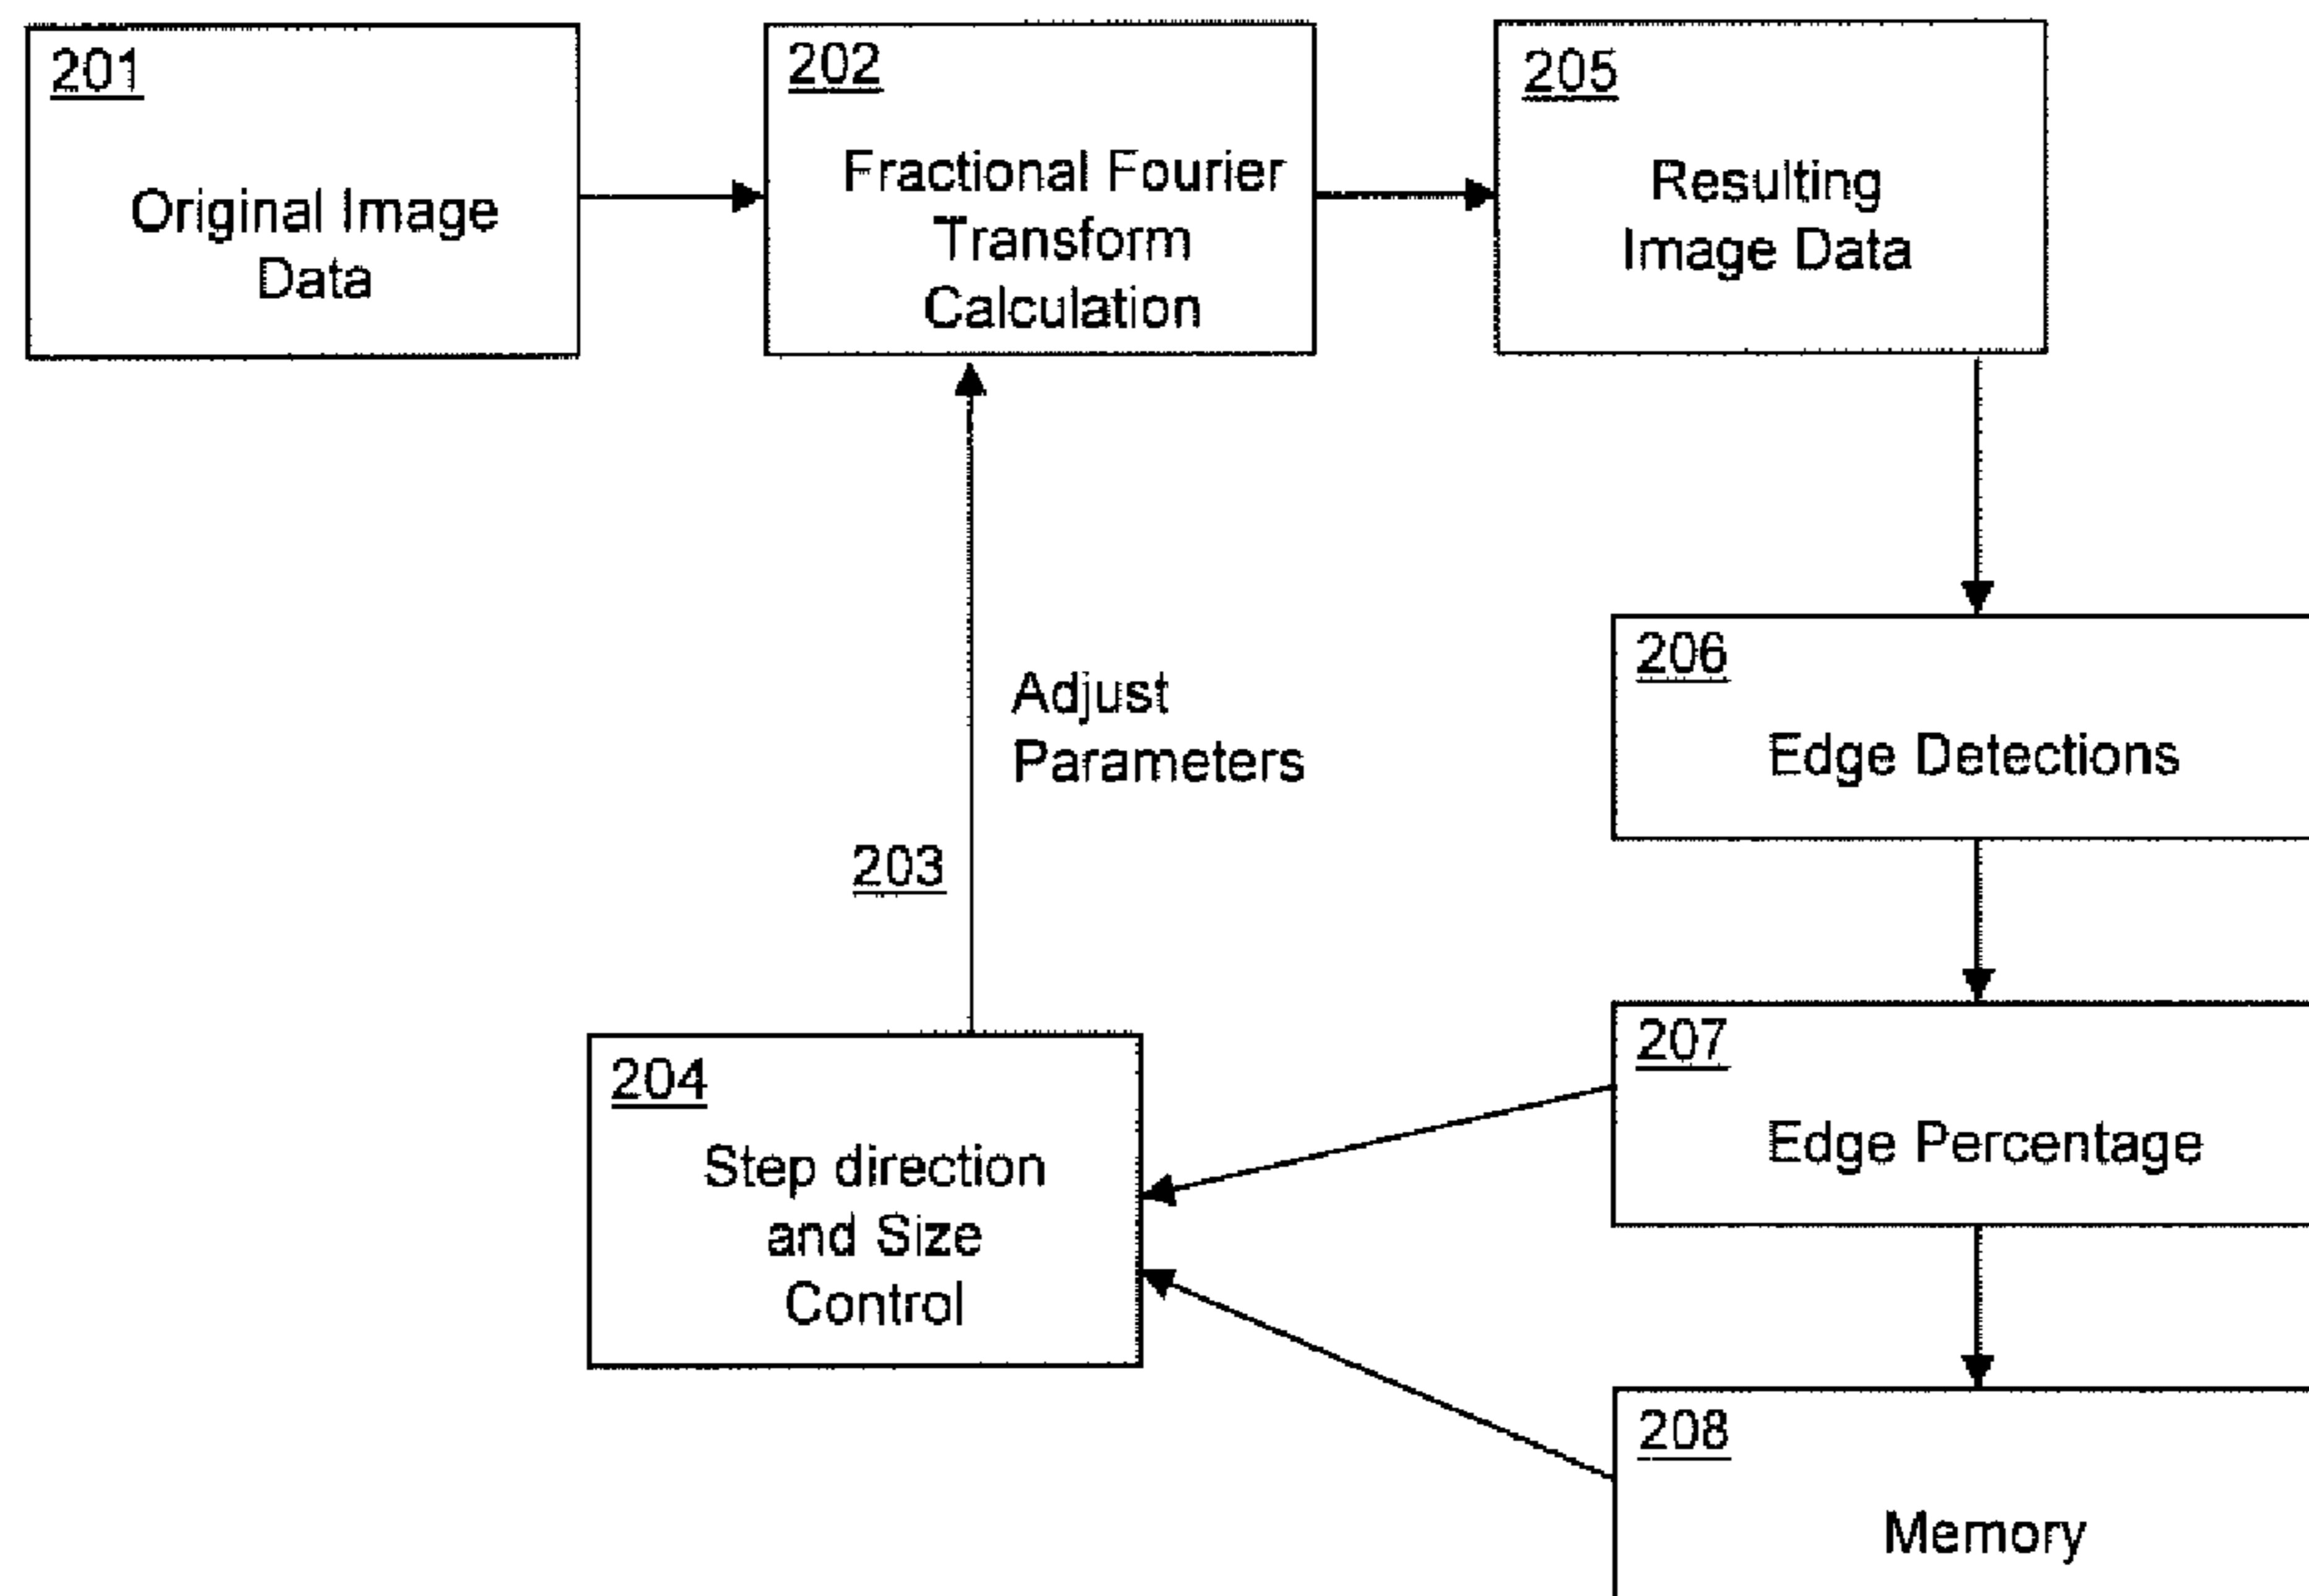 201
Original Image
Data
202
Fractional Fourier
Transform
Calculation
205
Resulting
Image Data
206
Edge Detections
Adjust
Parameters
203
207
Edge Percentage
204
Step direction
and Size
Control
208
Memory